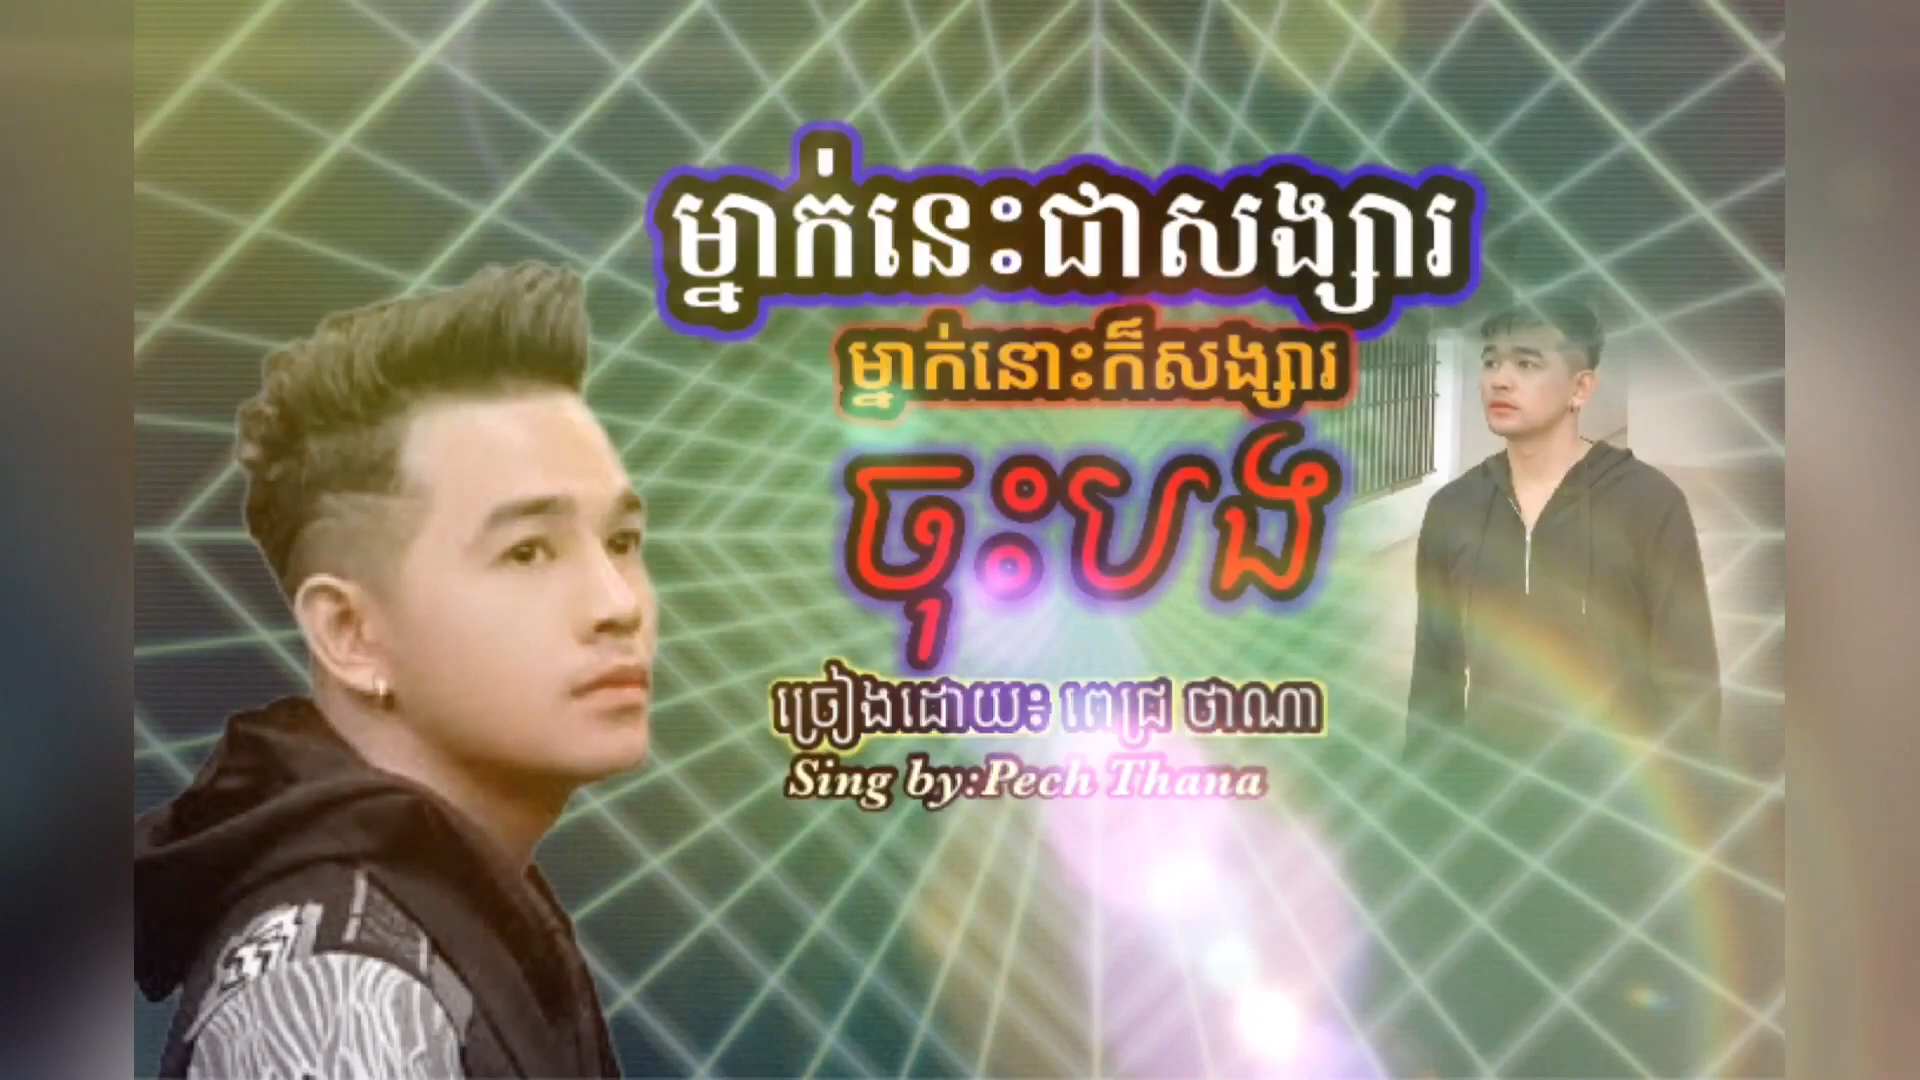 ម្នាក់នេះជាសង្សារ
ម្នាក់នោះក៏សង្សារ
ចុះបង
ច្រៀងដោយ៖ ពេជ្រ ថាណា
Sing by:Pech Thana